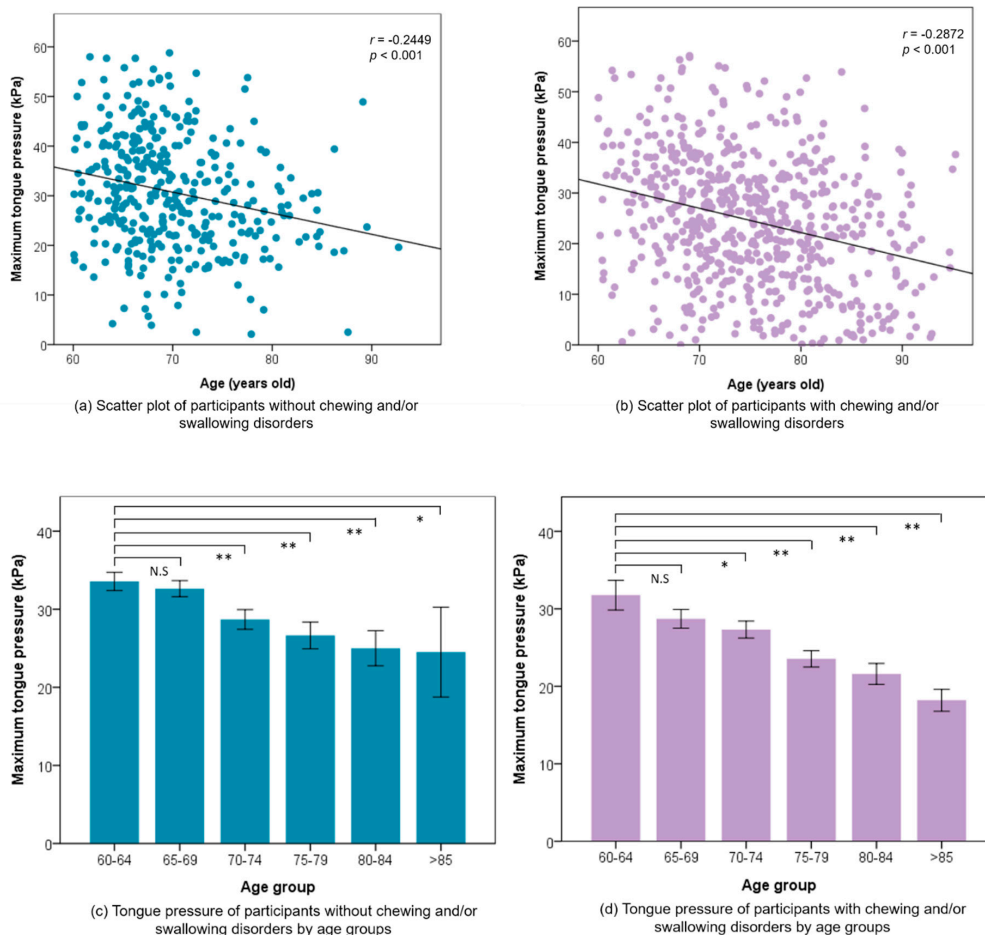 r = -0.2449
p < 0.001
Maximum tongue pressure (kPa)
60
50
40
30
20
10
0
60 70 80 90
Age (years old)
(a) Scatter plot of participants without chewing and/or
swallowing disorders
r = -0.2872
p < 0.001
Maximum tongue pressure (kPa)
60
50
40
30
20
10
0
60 70 80 90
Age (years old)
(b) Scatter plot of participants with chewing and/or
swallowing disorders
Maximum tongue pressure (kPa)
40
30
20
10
0
*
**
**
**
N.S
60-64 65-69 70-74 75-79 80-84 >85
Age group
(c) Tongue pressure of participants without chewing and/or
swallowing disorders by age groups
Maximum tongue pressure (kPa)
40
30
20
10
0
**
**
**
*
N.S
60-64 65-69 70-74 75-79 80-84 >85
Age group
(d) Tongue pressure of participants with chewing and/or
swallowing disorders by age groups